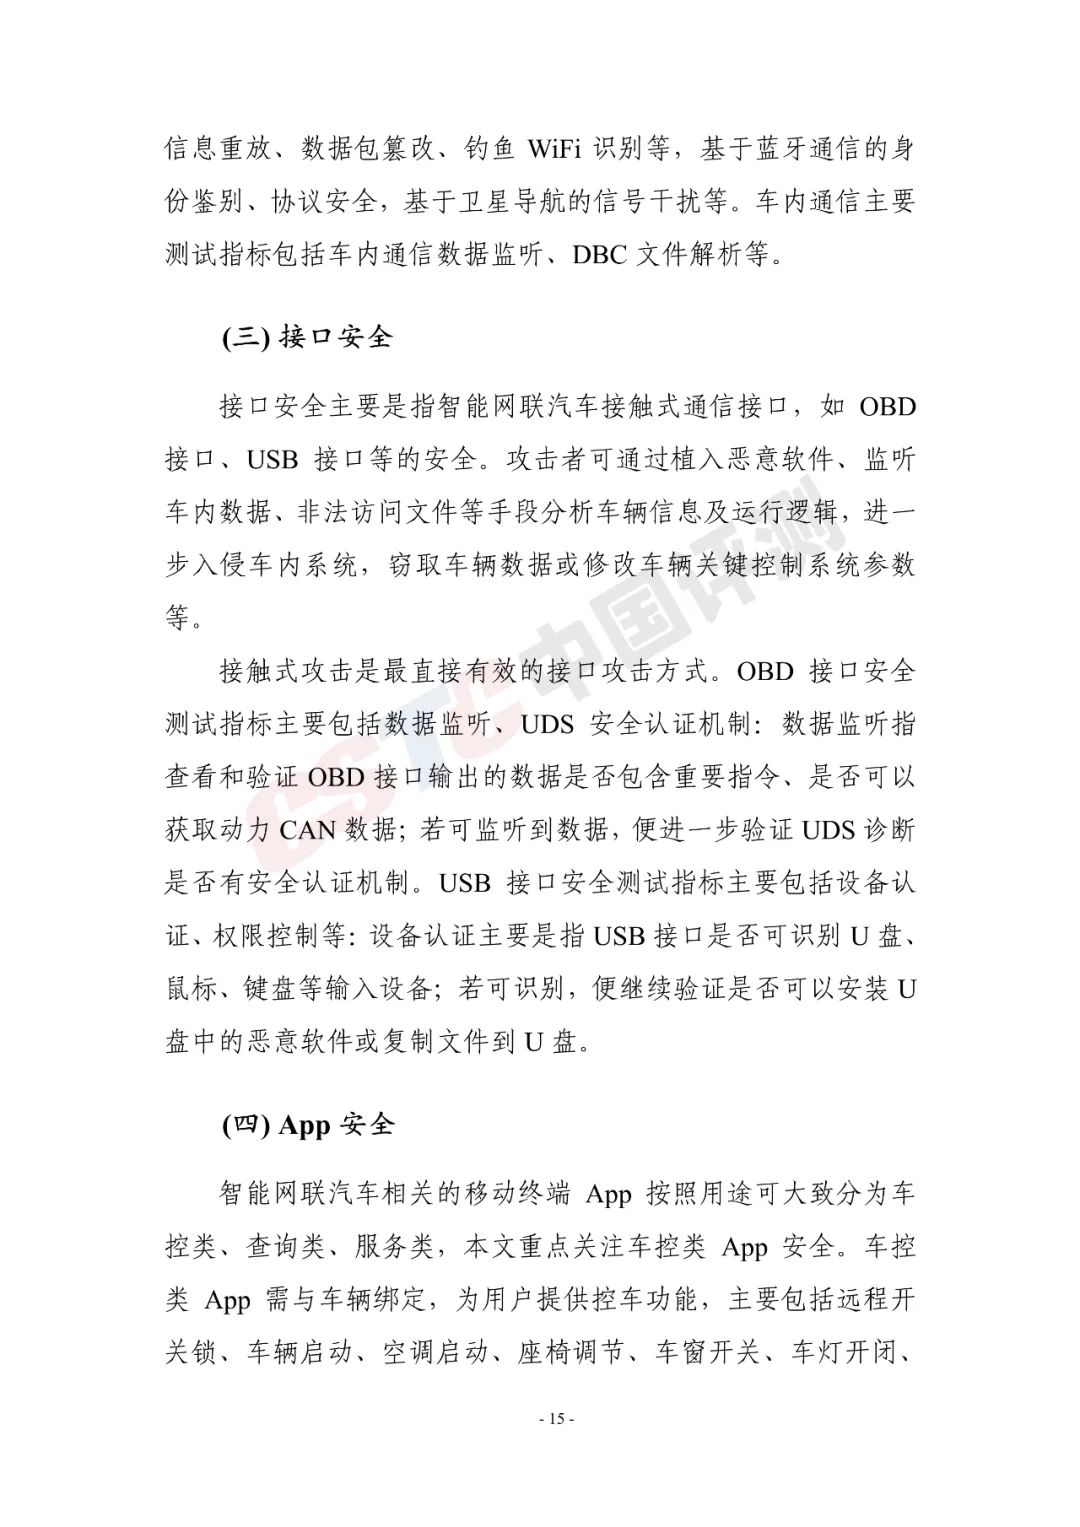 信息重放、数据包篡改、钓鱼 WiFi 识别等，基于蓝牙通信的身
份鉴别、协议安全，基于卫星导航的信号干扰等。车内通信主要
测试指标包括车内通信数据监听、DBC 文件解析等。
(三) 接口安全
接口安全主要是指智能网联汽车接触式通信接口，如 OBD
接口、USB 接口等的安全。攻击者可通过植入恶意软件、监听
车内数据、非法访问文件等手段分析车辆信息及运行逻辑，进一
步入侵车内系统，窃取车辆数据或修改车辆关键控制系统参数
等。
接触式攻击是最直接有效的接口攻击方式。OBD 接口安全
测试指标主要包括数据监听、UDS 安全认证机制：数据监听指
查看和验证 OBD 接口输出的数据是否包含重要指令、是否可以
获取动力 CAN 数据；若可监听到数据，便进一步验证 UDS 诊断
是否有安全认证机制。USB 接口安全测试指标主要包括设备认
证、权限控制等：设备认证主要是指 USB 接口是否可识别 U 盘、
鼠标、键盘等输入设备；若可识别，便继续验证是否可以安装 U
盘中的恶意软件或复制文件到 U 盘。
(四) App 安全
智能网联汽车相关的移动终端 App 按照用途可大致分为车
控类、查询类、服务类，本文重点关注车控类 App 安全。车控
类 App 需与车辆绑定，为用户提供控车功能，主要包括远程开
关锁、车辆启动、空调启动、座椅调节、车窗开关、车灯开闭、
- 15 -
CSTC中国评测